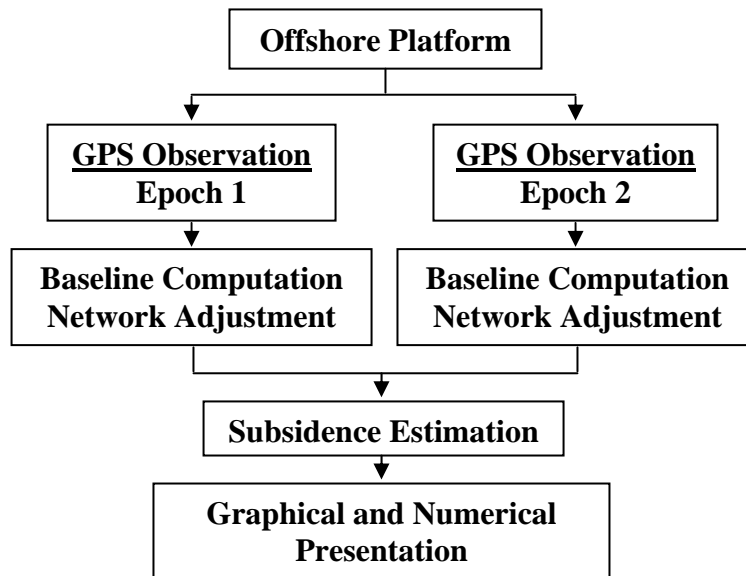 Offshore Platform
GPS Observation
Epoch 1
GPS Observation
Epoch 2
Baseline Computation
Network Adjustment
Baseline Computation
Network Adjustment
Subsidence Estimation
Graphical and Numerical
Presentation